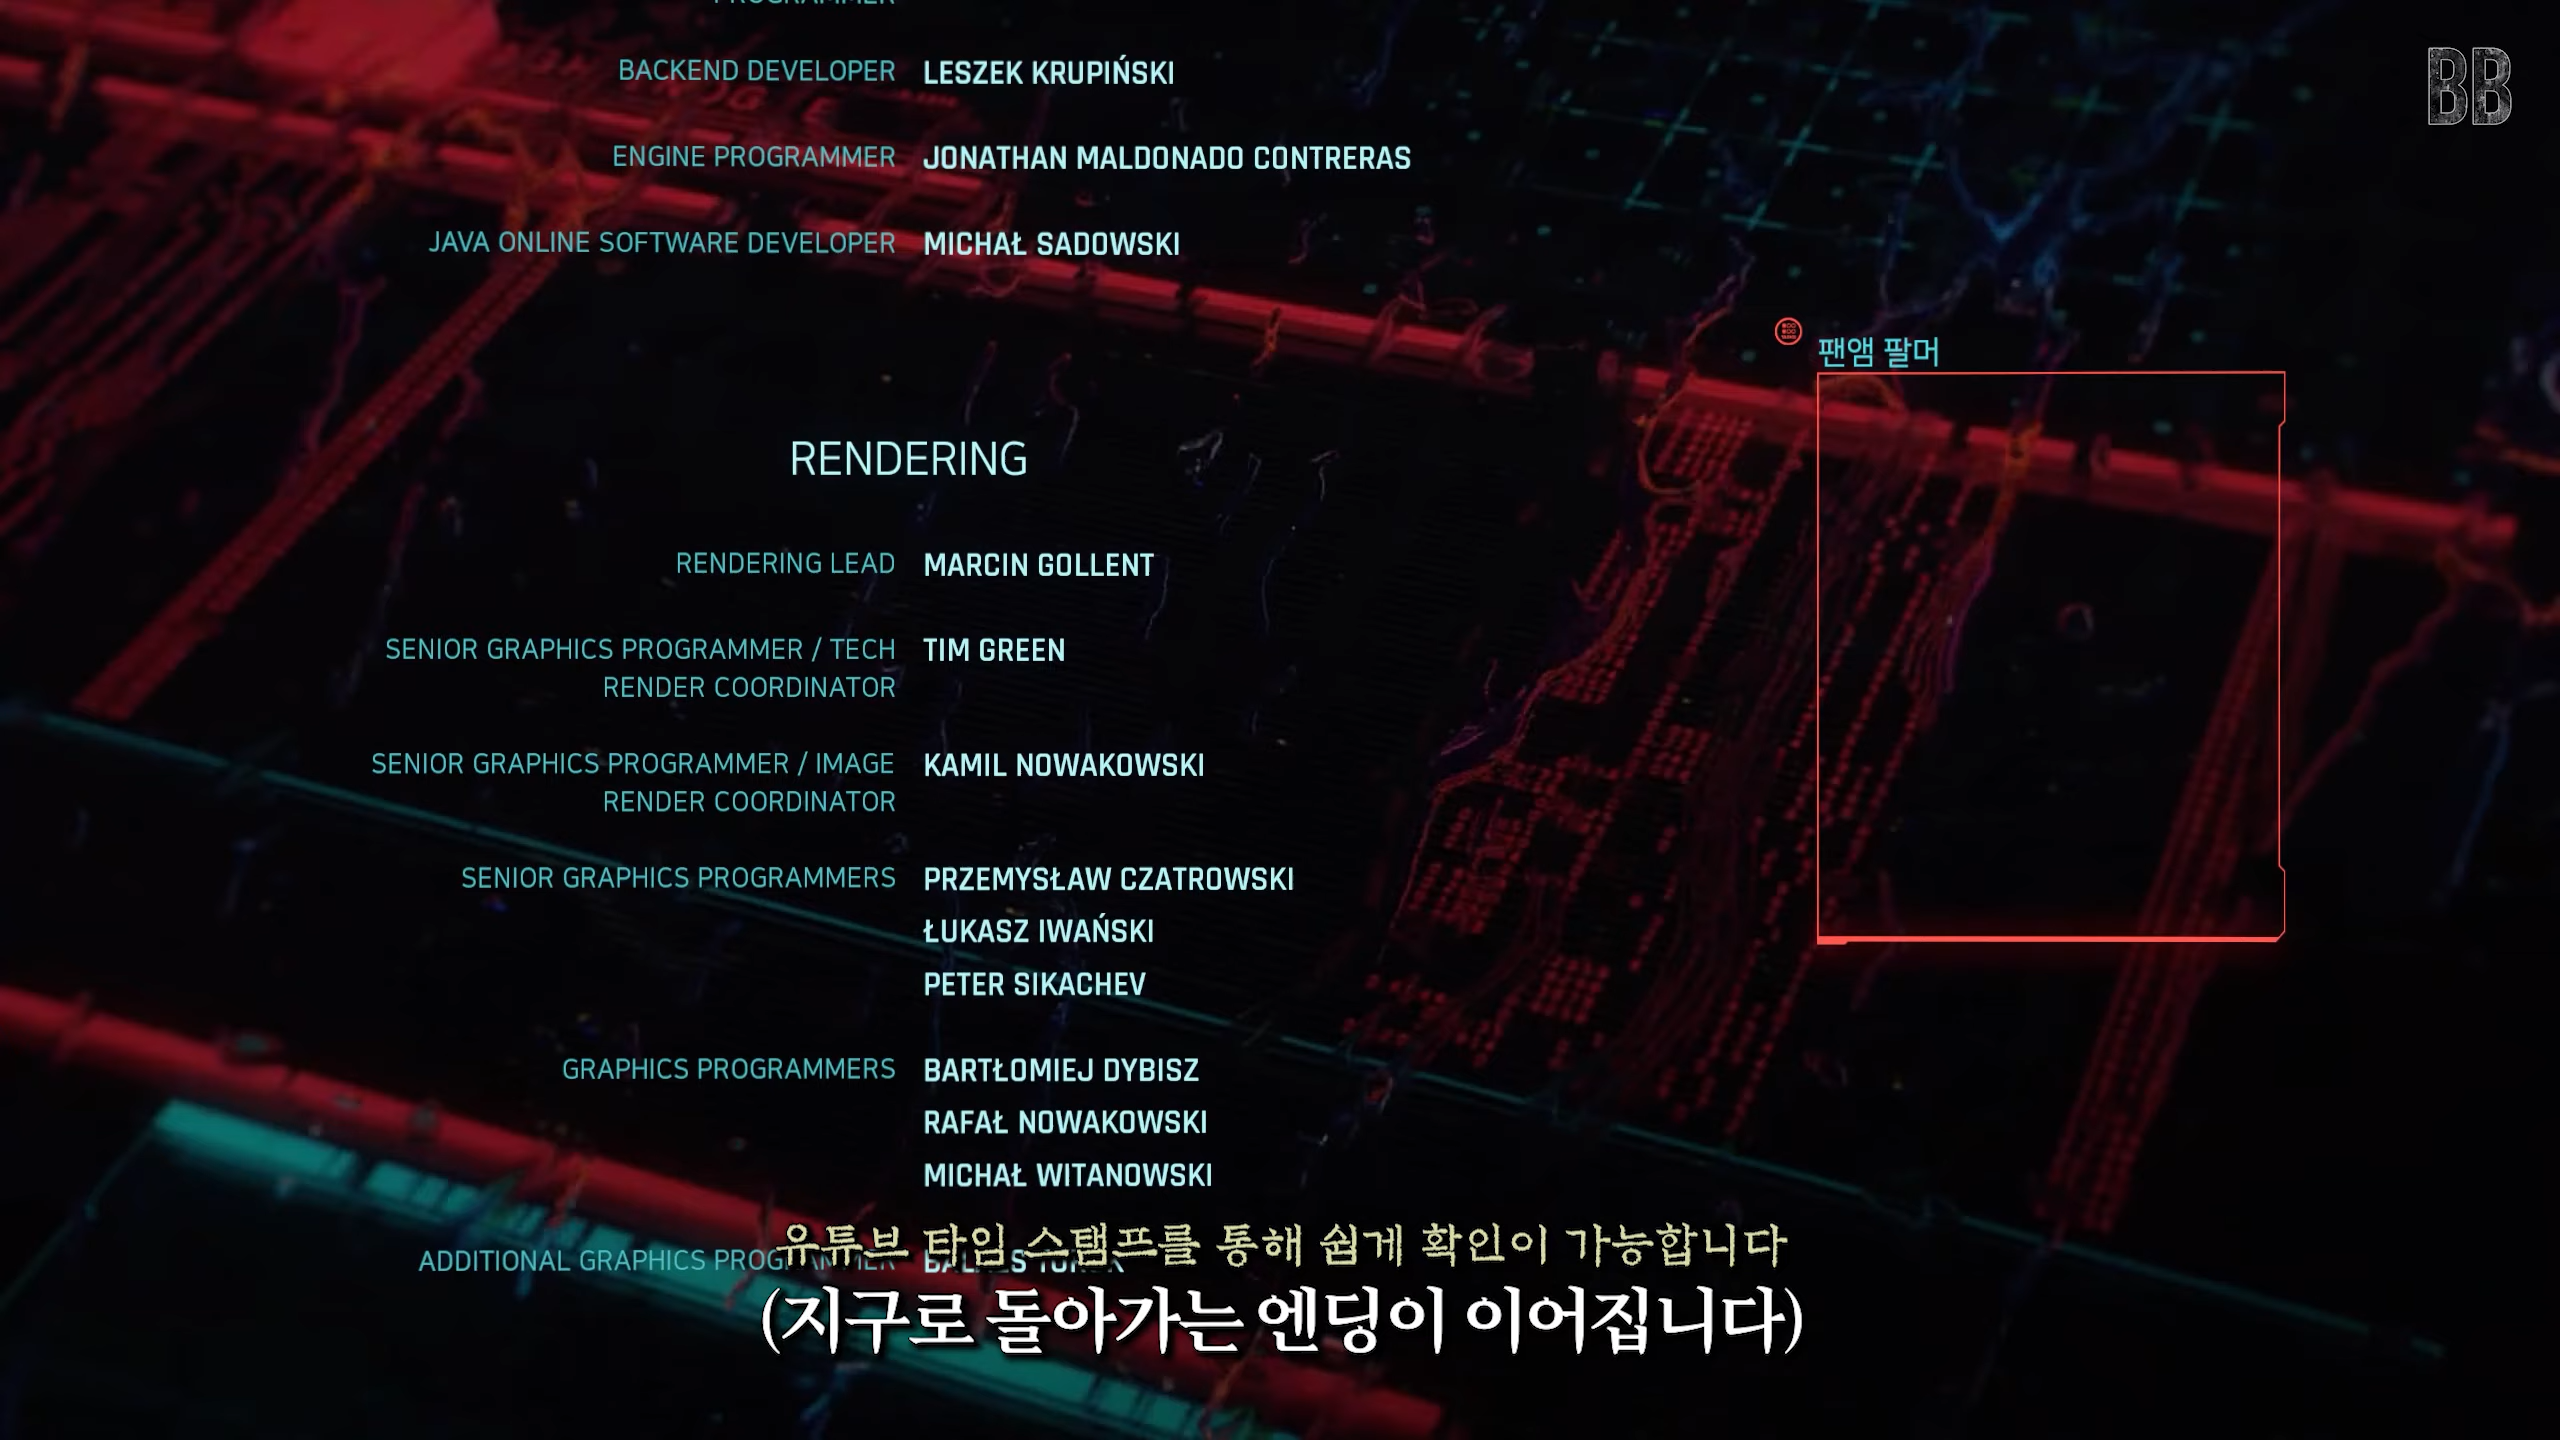 BACKEND DEVELOPER LESZEK KRUPIŃSKI
ENGINE PROGRAMMER JONATHAN MALDONADO CONTRERAS
JAVA ONLINE SOFTWARE DEVELOPER MICHAŁ SADOWSKI
RENDERING
RENDERING LEAD MARCIN GOLLENT
SENIOR GRAPHICS PROGRAMMER / TECH TIM GREEN
RENDER COORDINATOR
SENIOR GRAPHICS PROGRAMMER / IMAGE KAMIL NOWAKOWSKI
RENDER COORDINATOR
SENIOR GRAPHICS PROGRAMMERS PRZEMYSŁAW CZATROWSKI
ŁUKASZ IWAŃSKI
PETER SIKACHEV
GRAPHICS PROGRAMMERS BARTŁOMIEJ DYBISZ
RAFAŁ NOWAKOWSKI
MICHAŁ WITANOWSKI
ADDITIONAL GRAPHICS
유튜브 타임 스탬프를 통해 쉽게 확인이 가능합니다
(지구로 돌아가는 엔딩이 이어집니다)
팬앰 팔머
BB